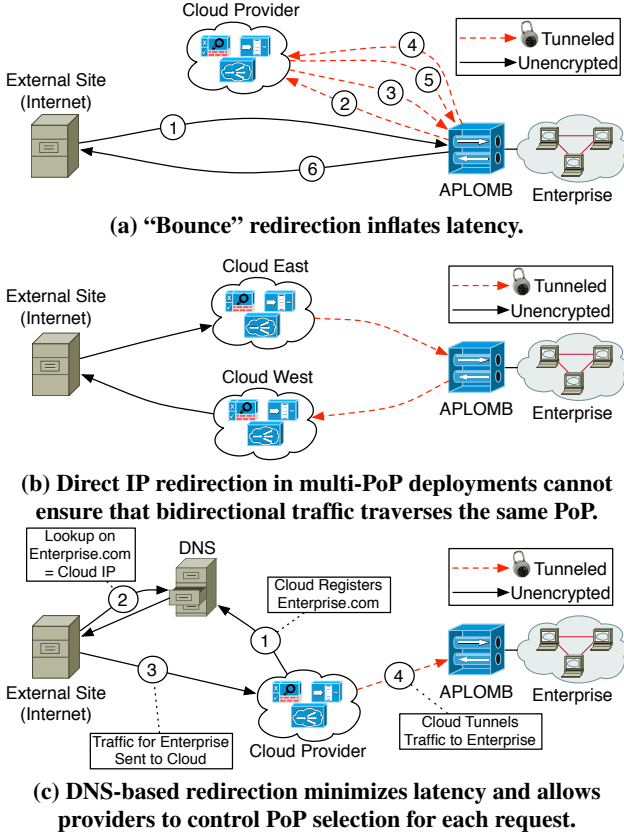 Cloud Provider
External Site
(Internet)
4
5
3
2
1
6
Tunneled
Unencrypted
APLOMB
Enterprise
(a) “Bounce” redirection inflates latency.
Cloud East
External Site
(Internet)
Tunneled
Unencrypted
Cloud West
APLOMB
Enterprise
(b) Direct IP redirection in multi-PoP deployments cannot
ensure that bidirectional traffic traverses the same PoP.
Lookup on
Enterprise.com
= Cloud IP
DNS
2
Cloud Registers
Enterprise.com
1
Tunneled
Unencrypted
3
4
External Site
(Internet)
APLOMB
Enterprise
Traffic for Enterprise
Sent to Cloud
Cloud Provider
Cloud Tunnels
Traffic to Enterprise
(c) DNS-based redirection minimizes latency and allows
providers to control PoP selection for each request.